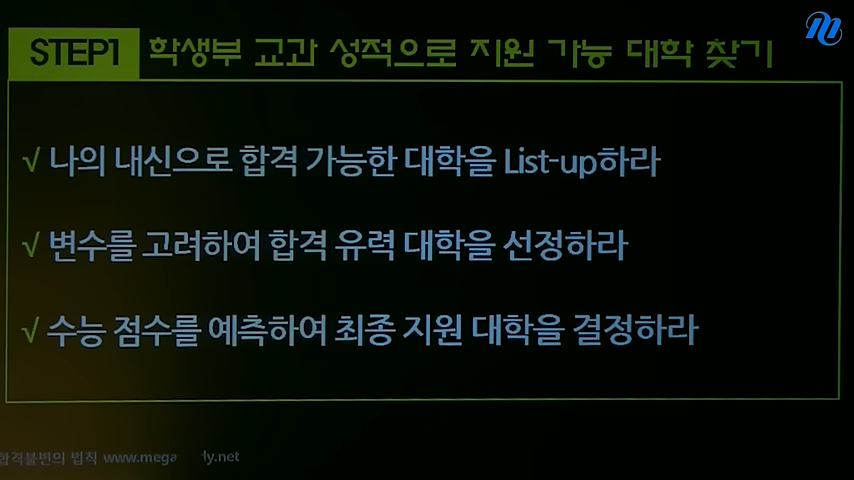 STEP1 학생부 교과 성적으로 지원 가능 대학 찾기
√ 나의 내신으로 합격 가능한 대학을 List-up하라
√ 변수를 고려하여 합격 유력 대학을 선정하라
√ 수능 점수를 예측하여 최종 지원 대학을 결정하라
합격불변의 법칙